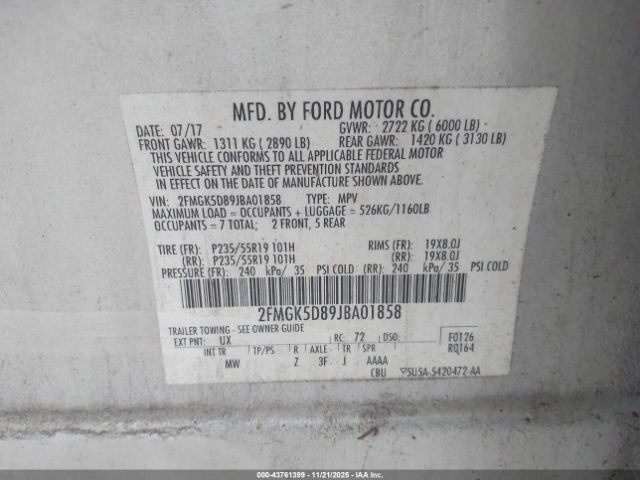 MFD. BY FORD MOTOR CO.
DATE: 07/17 GVWR: 2722 KG ( 6000 LB)
FRONT GAWR: 1311 KG ( 2890 LB) REAR GAWR: 1420 KG ( 3130 LB)
THIS VEHICLE CONFORMS TO ALL APPLICABLE FEDERAL MOTOR
VEHICLE SAFETY AND THEFT PREVENTION STANDARDS
IN EFFECT ON THE DATE OF MANUFACTURE SHOWN ABOVE.
VIN: 2FMGK5D89JBA01858 TYPE: MPV
MAXIMUM LOAD = OCCUPANTS + LUGGAGE = 526KG/1160LB
OCCUPANTS = 7 TOTAL; 2 FRONT, 5 REAR
TIRE (FR): P235/55R19 101H RIMS (FR): 19X8.0J
(RR): P235/55R19 101H (RR): 19X8.0J
PRESSURE (FR): 240 kPa/ 35 PSI COLD (RR): 240 kPa/ 35 PSI COLD
2FMGK5D89JBA01858
TRAILER TOWING - SEE OWNER GUIDE
EXT PNT: UX RC: 72 DSO: F0126
INT TR TP/PS R AXLE TR SPR RQ164
MW Z 3F J AAAA
CBU 5USA-5420472-AA
000-43761399 - 11/21/2025 - IAAI.com